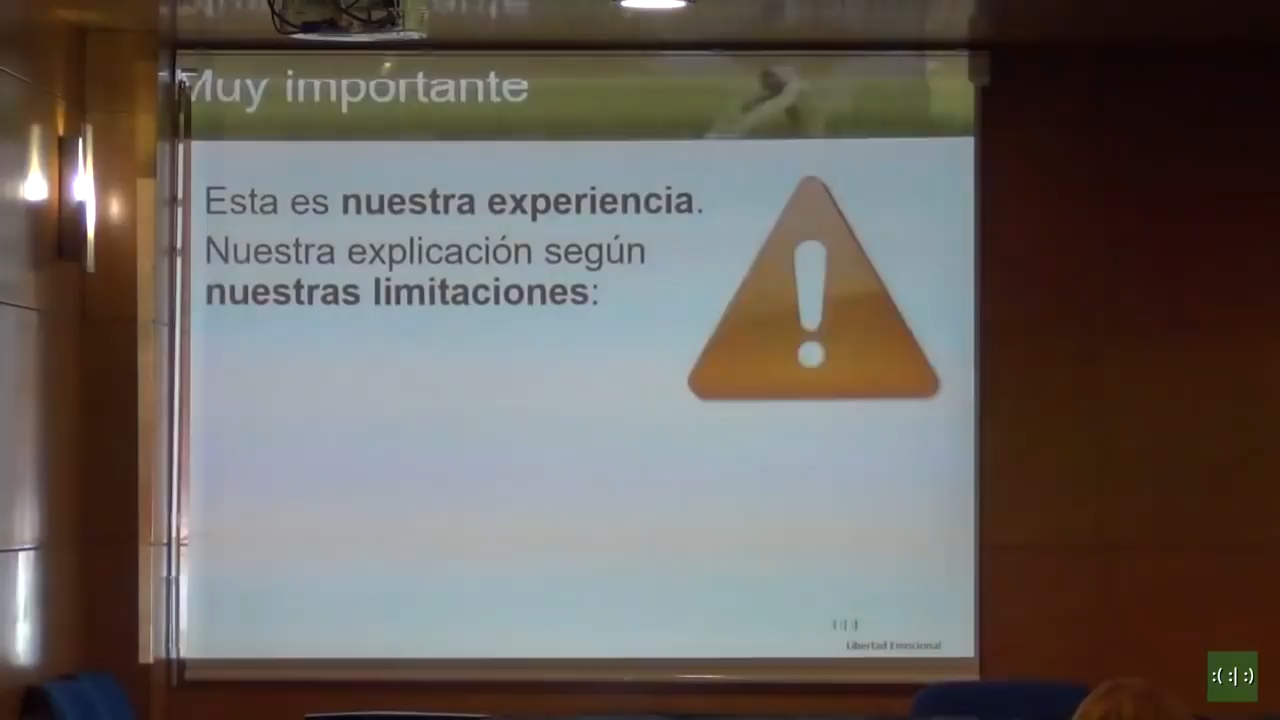 Muy importante
Esta es nuestra experiencia.
Nuestra explicación según
nuestras limitaciones:
:( :| :)
Libertad Emocional
:( :| :)